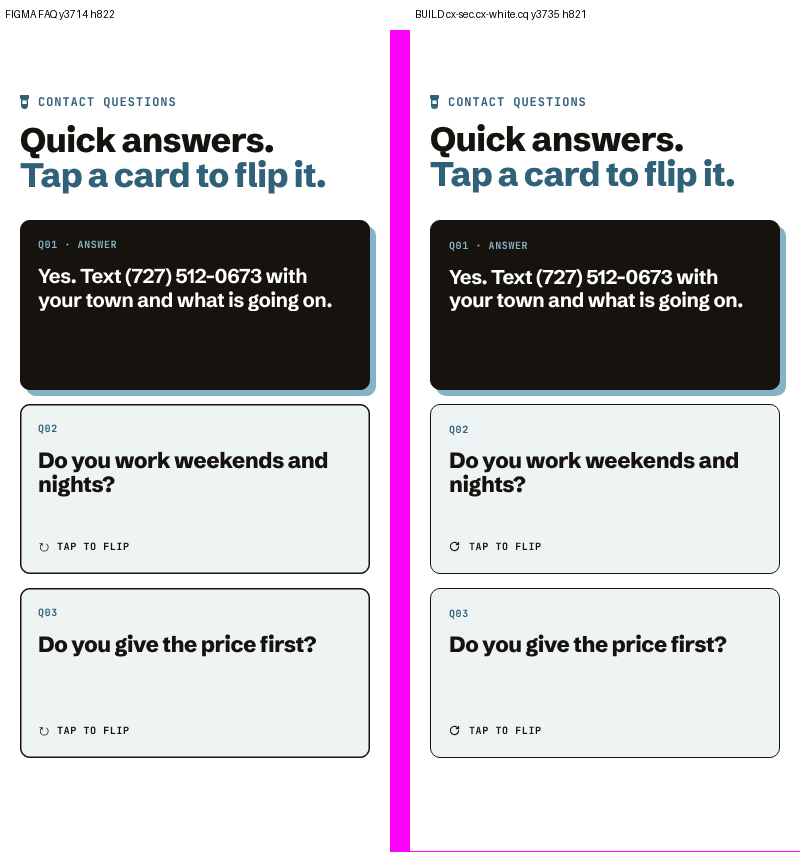 FIGMA FAQ y3714 h822
CONTACT QUESTIONS
Quick answers.
Tap a card to flip it.
Q01 · ANSWER
Yes. Text (727) 512-0673 with
your town and what is going on.
Q02
Do you work weekends and
nights?
↻ TAP TO FLIP
Q03
Do you give the price first?
↻ TAP TO FLIP
BUILD cx-sec.cx-white.cq y3735 h821
CONTACT QUESTIONS
Quick answers.
Tap a card to flip it.
Q01 · ANSWER
Yes. Text (727) 512-0673 with
your town and what is going on.
Q02
Do you work weekends and
nights?
TAP TO FLIP
Q03
Do you give the price first?
TAP TO FLIP